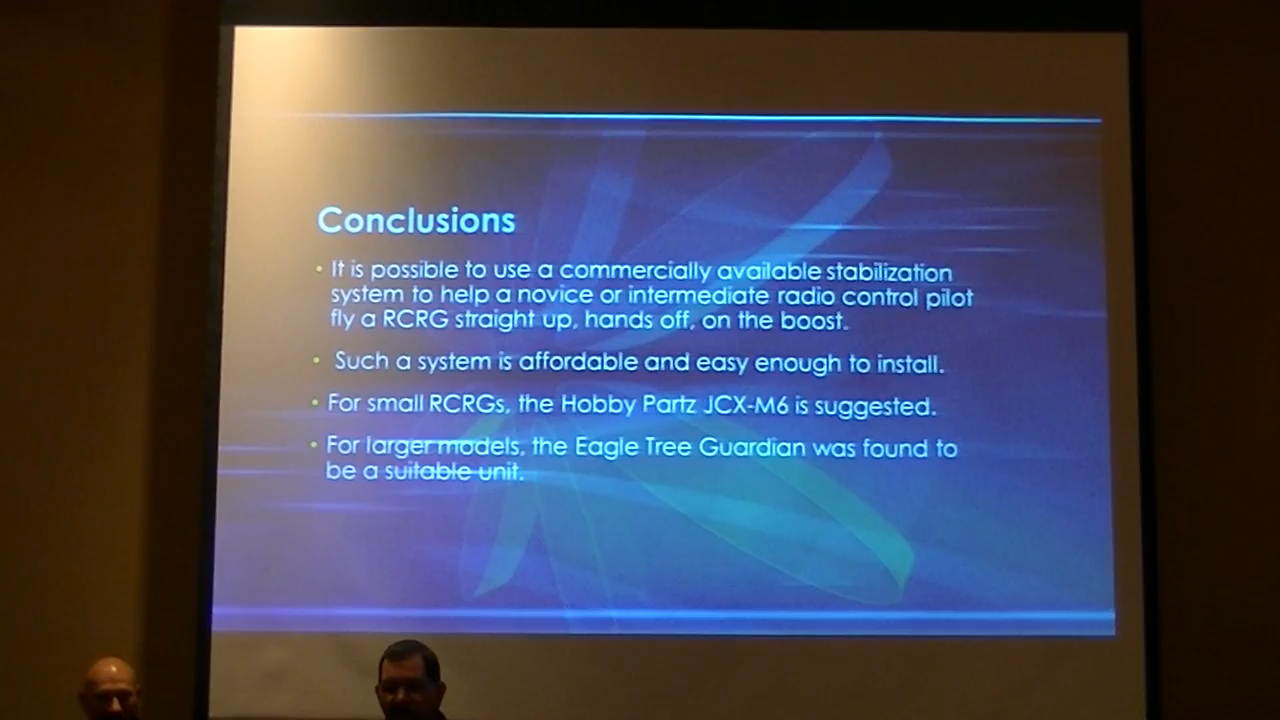 Conclusions
• It is possible to use a commercially available stabilization
system to help a novice or intermediate radio control pilot
fly a RCRG straight up, hands off, on the boost.
• Such a system is affordable and easy enough to install.
• For small RCRGs, the Hobby Partz JCX-M6 is suggested.
• For larger models, the Eagle Tree Guardian was found to
be a suitable unit.